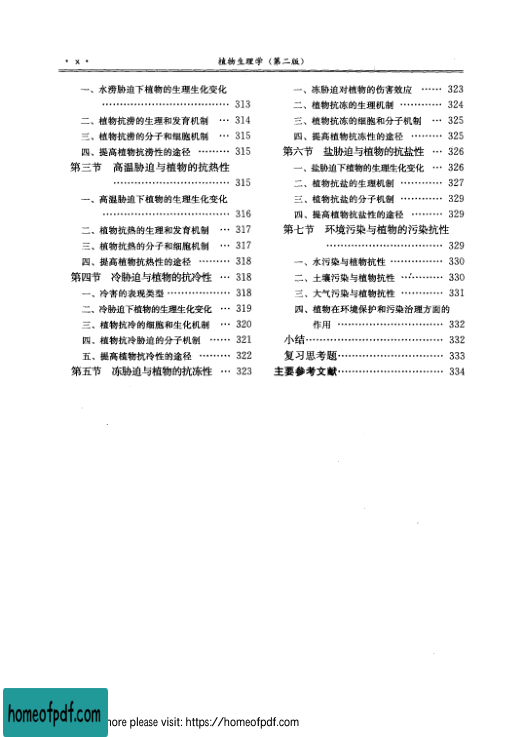 · x · 植物生理学（第二版）
一、水涝胁迫下植物的生理生化变化
……………………………… 313
二、植物抗涝的生理和发育机制 … 314
三、植物抗涝的分子和细胞机制 … 315
四、提高植物抗涝性的途径 ……… 315
第三节 高温胁迫与植物的抗热性
……………………………… 315
一、高温胁迫下植物的生理生化变化
……………………………… 316
二、植物抗热的生理和发育机制 … 317
三、植物抗热的分子和细胞机制 … 317
四、提高植物抗热性的途径 ……… 318
第四节 冷胁迫与植物的抗冷性 … 318
一、冷害的表现类型 ……………… 318
二、冷胁迫下植物的生理生化变化 … 319
三、植物抗冷的细胞和生化机制 … 320
四、植物抗冷胁迫的分子机制 …… 321
五、提高植物抗冷性的途径 ……… 322
第五节 冻胁迫与植物的抗冻性 … 323
一、冻胁迫对植物的伤害效应 …… 323
二、植物抗冻的生理机制 ………… 324
三、植物抗冻的细胞和分子机制 … 325
四、提高植物抗冻性的途径 ……… 325
第六节 盐胁迫与植物的抗盐性 … 326
一、盐胁迫下植物的生理生化变化 … 326
二、植物抗盐的生理机制 ………… 327
三、植物抗盐的分子机制 ………… 329
四、提高植物抗盐性的途径 ……… 329
第七节 环境污染与植物的污染抗性
…………………………… 329
一、水污染与植物抗性 …………… 330
二、土壤污染与植物抗性 ………… 330
三、大气污染与植物抗性 ………… 331
四、植物在环境保护和污染治理方面的
作用 ………………………… 332
小结………………………………… 332
复习思考题………………………… 333
主要参考文献………………………… 334
homeofpdf.com
more please visit: https://homeofpdf.com